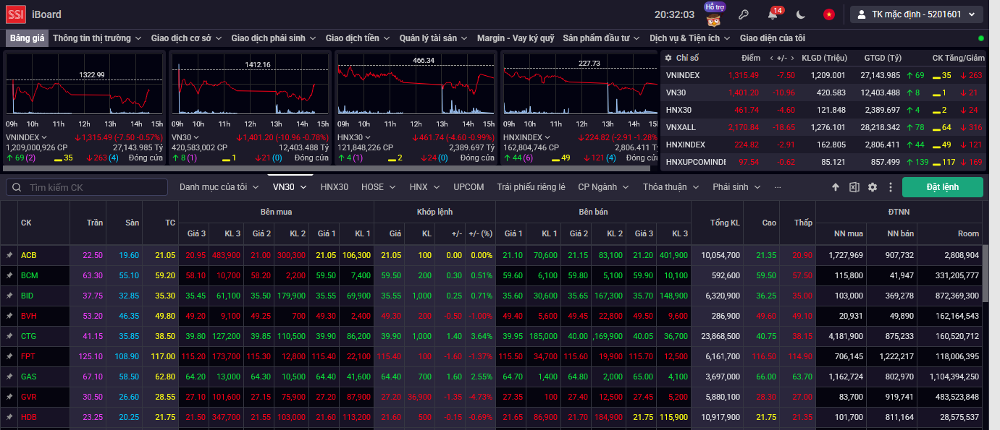 SSI iBoard 20:32:03 Hỗ trợ 14 TK mặc định - 5201601
Bảng giá Thông tin thị trường Giao dịch cơ sở Giao dịch phái sinh Giao dịch tiền Quản lý tài sản Margin - Vay ký quỹ Sản phẩm đầu tư Dịch vụ & Tiện ích Giao diện của tôi
1322.99
09h 10h 11h 12h 13h 14h 15h
VNINDEX 1,315.49 (-7.50 -0.57%)
1,209,000,926 CP 27,143.985 Tỷ
69 (2) 35 263 (4) Đóng cửa
1412.16
09h 10h 11h 12h 13h 14h 15h
VN30 1,401.20 (-10.96 -0.78%)
420,583,002 CP 12,403.488 Tỷ
8 (1) 1 21 (0) Đóng cửa
466.34
09h 10h 11h 12h 13h 14h 15h
HNX30 461.74 (-4.60 -0.99%)
121,848,226 CP 2,389.697 Tỷ
4 (1) 2 24 (0) Đóng cửa
227.73
09h 10h 11h 12h 13h 14h 15h
HNXINDEX 224.82 (-2.91 -1.28%)
162,804,746 CP 2,806.411 Tỷ
44 (6) 49 121 (4) Đóng cửa
Chỉ số Điểm ‹ +/- › KLGD (Triệu) GTGD (Tỷ) CK Tăng/Giảm
VNINDEX 1,315.49 -7.50 1,209.001 27,143.985 69 35 263
VN30 1,401.20 -10.96 420.583 12,403.488 8 1 21
HNX30 461.74 -4.60 121.848 2,389.697 4 2 24
VNXALL 2,170.84 -18.65 1,276.101 28,218.342 78 64 316
HNXINDEX 224.82 -2.91 162.805 2,806.411 44 49 121
HNXUPCOMINDE 97.54 -0.62 85.121 857.499 139 117 169
Tìm kiếm CK Danh mục của tôi VN30 HNX30 HOSE HNX UPCOM Trái phiếu riêng lẻ CP Ngành Thỏa thuận Phái sinh ··· Đặt lệnh
CK Trần Sàn TC Bên mua Khớp lệnh Bên bán Tổng KL Cao Thấp ĐTNN
Giá 3 KL 3 Giá 2 KL 2 Giá 1 KL 1 Giá KL +/- +/- (%) Giá 1 KL 1 Giá 2 KL 2 Giá 3 KL 3 NN mua NN bán Room
ACB 22.50 19.60 21.05 20.95 483,900 21.00 300,300 21.05 106,300 21.05 100 0.00 0.00% 21.10 70,600 21.15 83,100 21.20 401,900 10,054,700 21.35 20.90 1,727,969 907,732 2,808,904
BCM 63.30 55.10 59.20 58.10 10,700 58.20 2,200 59.50 7,400 59.50 200 0.30 0.51% 59.60 6,100 59.80 5,100 59.90 10,100 592,600 59.50 57.50 115,800 41,947 331,205,777
BID 37.75 32.85 35.30 35.45 61,100 35.50 179,900 35.55 69,900 35.55 1,000 0.25 0.71% 35.60 30,600 35.65 167,300 35.70 148,900 6,320,900 36.25 35.00 103,000 369,278 872,369,300
BVH 53.20 46.35 49.80 49.20 9,100 49.25 700 49.30 2,400 49.30 200 -0.50 -1.00% 49.40 5,600 49.45 22,800 49.50 9,600 286,900 49.60 49.10 20,931 49,890 162,164,543
CTG 41.15 35.85 38.50 39.80 127,200 39.85 110,500 39.90 86,200 39.90 1,000 1.40 3.64% 39.95 185,000 40.00 ,169,900 40.05 36,700 23,868,500 40.75 38.15 4,181,900 875,233 160,520,712
FPT 125.10 108.90 117.00 115.20 173,700 115.30 12,800 115.40 22,100 115.40 100 -1.60 -1.37% 115.50 34,700 115.60 19,900 115.70 12,500 6,161,700 116.50 114.90 706,145 1,222,217 118,006,395
GAS 67.10 58.50 62.80 64.20 13,000 64.30 10,500 64.40 41,600 64.40 700 1.60 2.55% 64.70 1,400 64.80 2,000 65.00 4,100 3,697,000 66.00 63.70 1,162,724 802,970 1,104,394,250
GVR 30.50 26.60 28.55 27.10 101,600 27.15 75,900 27.20 87,900 27.20 36,900 -1.35 -4.73% 27.35 100 27.40 12,500 27.45 5,200 5,880,100 28.30 27.00 83,700 919,741 483,523,848
HDB 23.25 20.25 21.75 21.50 347,700 21.55 103,000 21.60 113,200 21.60 500 -0.15 -0.69% 21.65 86,900 21.70 184,900 21.75 115,900 10,917,900 21.75 21.35 101,700 811,164 28,575,537